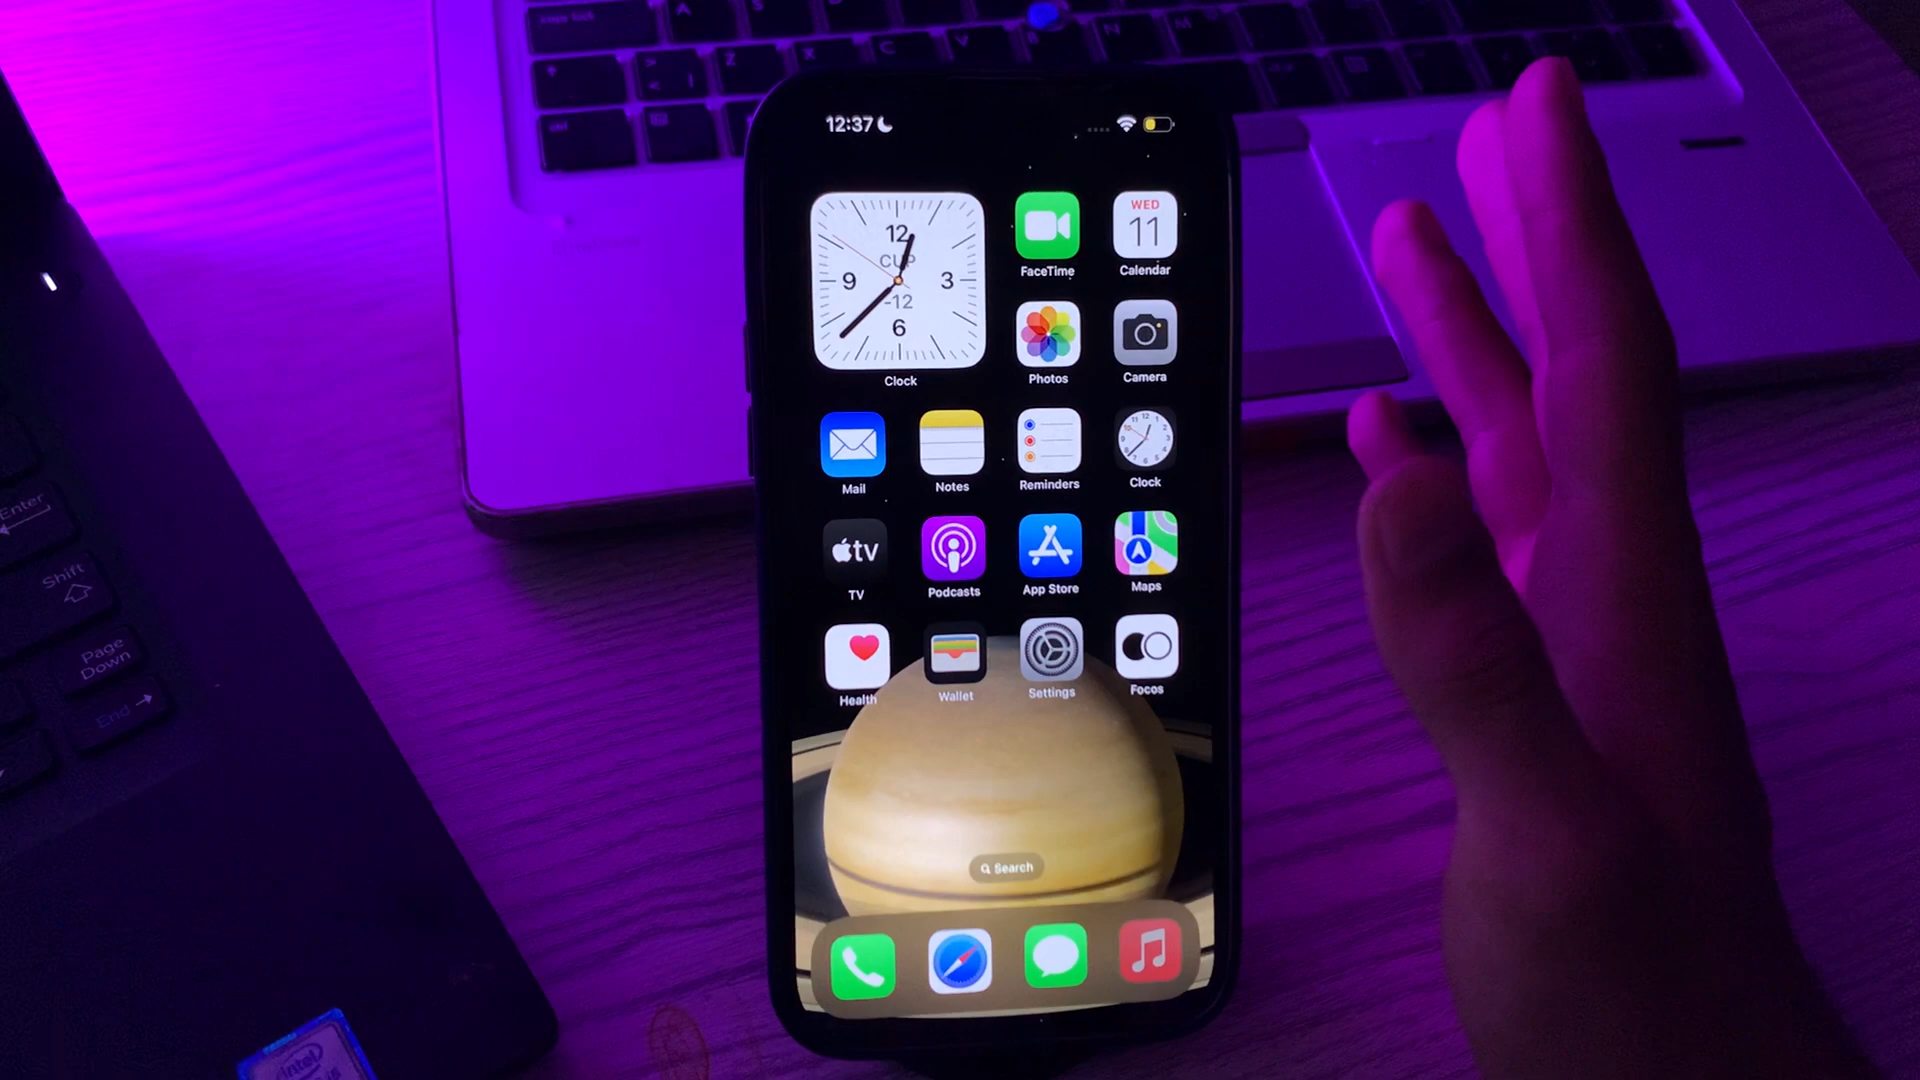 A
S
Z
X
C
V
B
N
M
12:37
12
CUP
9
3
-12
6
Clock
FaceTime
WED
11
Calendar
Photos
Camera
Mail
Notes
Reminders
Clock
tv
TV
Podcasts
App Store
Maps
Health
Wallet
Settings
Focos
Search
Enter
Shift
Page
Down
End
intel